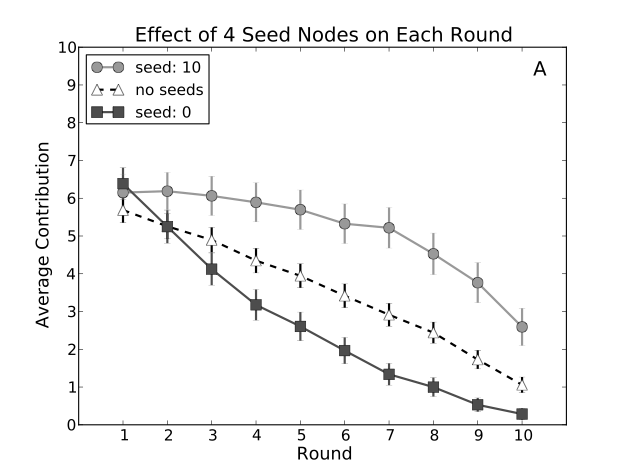 Effect of 4 Seed Nodes on Each Round
A
seed: 10
no seeds
seed: 0
Average Contribution
10
9
8
7
6
5
4
3
2
1
0
1 2 3 4 5 6 7 8 9 10
Round